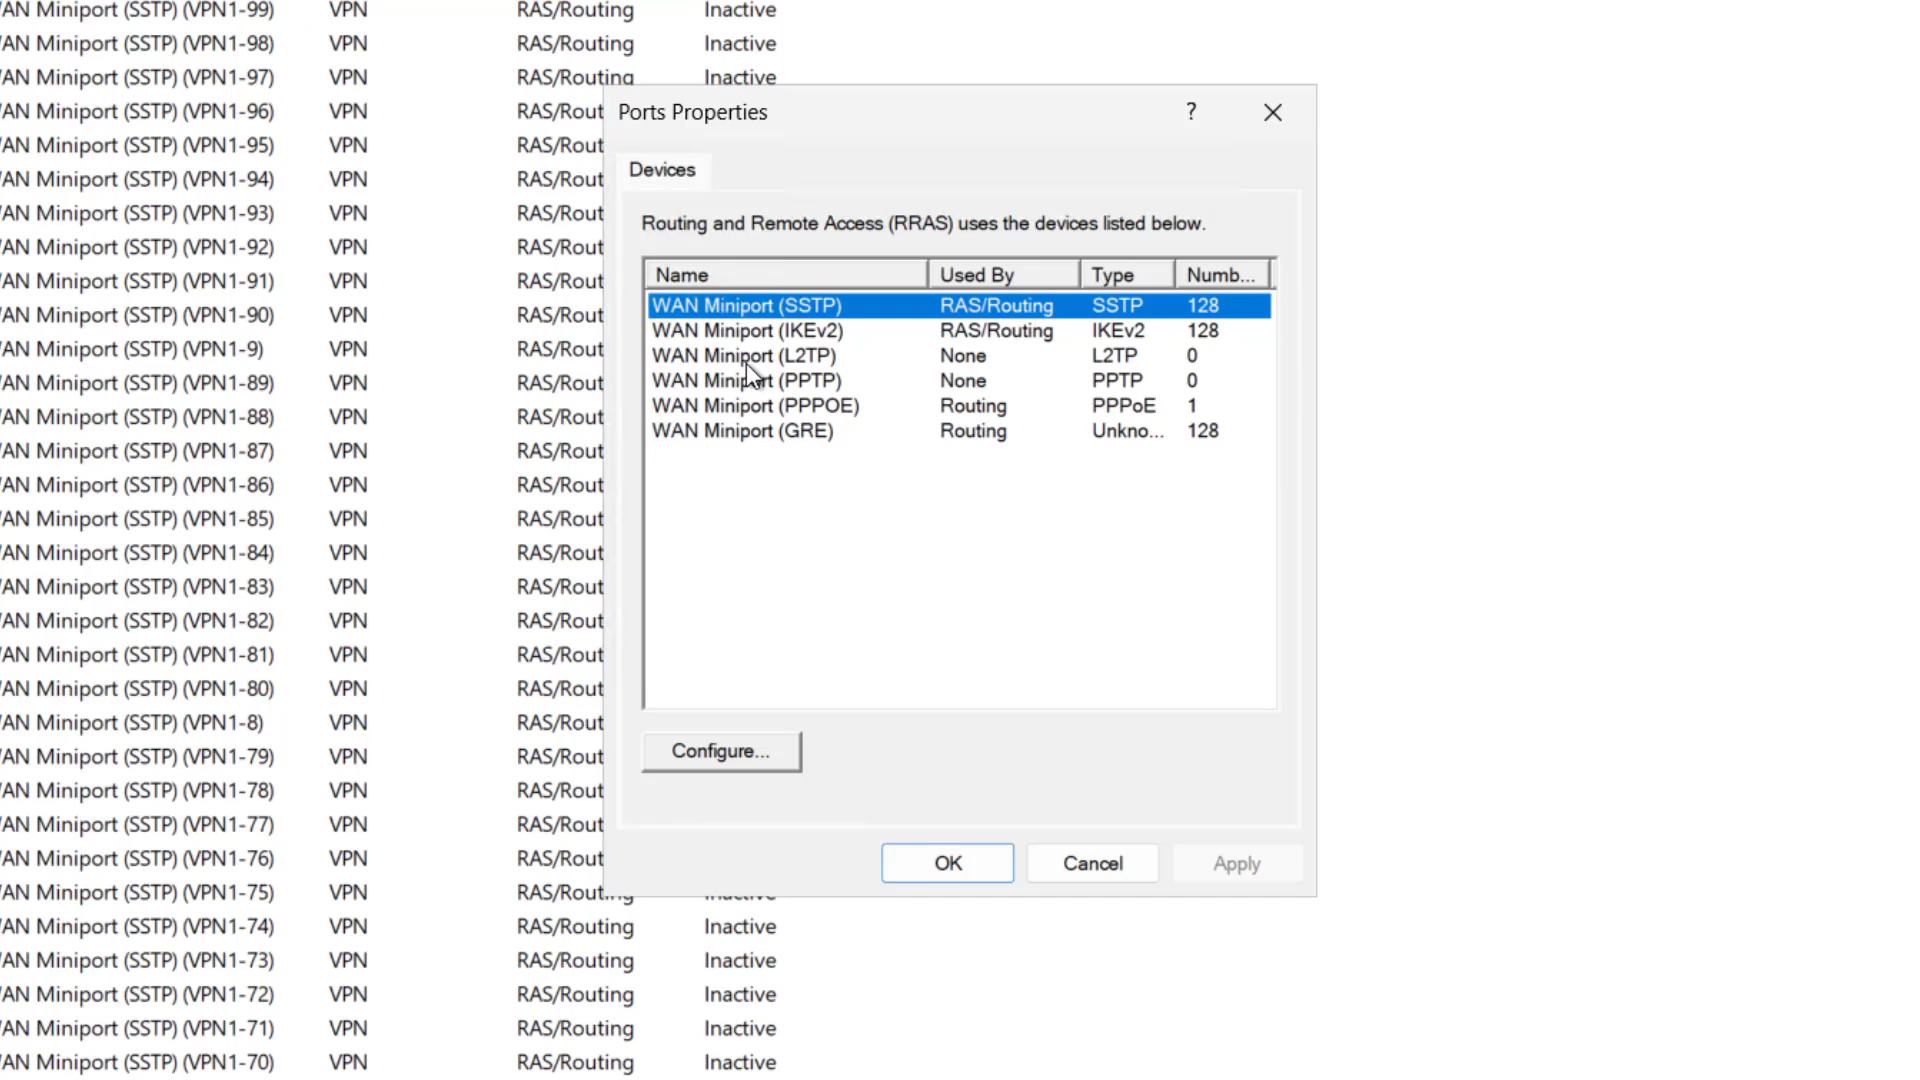 AN Miniport (SSTP) (VPN1-99) VPN RAS/Routing Inactive
AN Miniport (SSTP) (VPN1-98) VPN RAS/Routing Inactive
AN Miniport (SSTP) (VPN1-97) VPN RAS/Routing Inactive
AN Miniport (SSTP) (VPN1-96) VPN RAS/Rout
AN Miniport (SSTP) (VPN1-95) VPN RAS/Rout
AN Miniport (SSTP) (VPN1-94) VPN RAS/Rout
AN Miniport (SSTP) (VPN1-93) VPN RAS/Rout
AN Miniport (SSTP) (VPN1-92) VPN RAS/Rout
AN Miniport (SSTP) (VPN1-91) VPN RAS/Rout
AN Miniport (SSTP) (VPN1-90) VPN RAS/Rout
AN Miniport (SSTP) (VPN1-9) VPN RAS/Rout
AN Miniport (SSTP) (VPN1-89) VPN RAS/Rout
AN Miniport (SSTP) (VPN1-88) VPN RAS/Rout
AN Miniport (SSTP) (VPN1-87) VPN RAS/Rout
AN Miniport (SSTP) (VPN1-86) VPN RAS/Rout
AN Miniport (SSTP) (VPN1-85) VPN RAS/Rout
AN Miniport (SSTP) (VPN1-84) VPN RAS/Rout
AN Miniport (SSTP) (VPN1-83) VPN RAS/Rout
AN Miniport (SSTP) (VPN1-82) VPN RAS/Rout
AN Miniport (SSTP) (VPN1-81) VPN RAS/Rout
AN Miniport (SSTP) (VPN1-80) VPN RAS/Rout
AN Miniport (SSTP) (VPN1-8) VPN RAS/Rout
AN Miniport (SSTP) (VPN1-79) VPN RAS/Rout
AN Miniport (SSTP) (VPN1-78) VPN RAS/Rout
AN Miniport (SSTP) (VPN1-77) VPN RAS/Rout
AN Miniport (SSTP) (VPN1-76) VPN RAS/Rout
AN Miniport (SSTP) (VPN1-75) VPN RAS/Routing Inactive
AN Miniport (SSTP) (VPN1-74) VPN RAS/Routing Inactive
AN Miniport (SSTP) (VPN1-73) VPN RAS/Routing Inactive
AN Miniport (SSTP) (VPN1-72) VPN RAS/Routing Inactive
AN Miniport (SSTP) (VPN1-71) VPN RAS/Routing Inactive
AN Miniport (SSTP) (VPN1-70) VPN RAS/Routing Inactive
Ports Properties ?
Devices
Routing and Remote Access (RRAS) uses the devices listed below.
Name Used By Type Numb...
WAN Miniport (SSTP) RAS/Routing SSTP 128
WAN Miniport (IKEv2) RAS/Routing IKEv2 128
WAN Miniport (L2TP) None L2TP 0
WAN Miniport (PPTP) None PPTP 0
WAN Miniport (PPPOE) Routing PPPoE 1
WAN Miniport (GRE) Routing Unkno... 128
Configure...
OK Cancel Apply